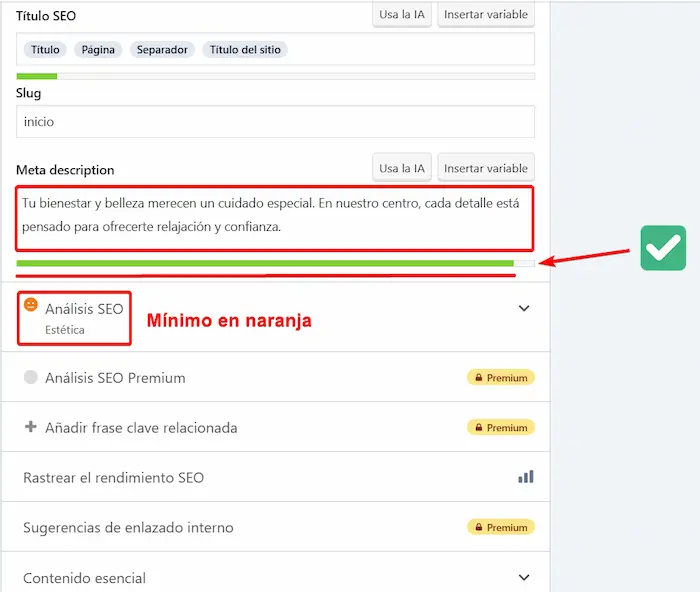 Título SEO
Usa la IA
Insertar variable
Título Página Separador Título del sitio
Slug
inicio
Meta description
Usa la IA
Insertar variable
Tu bienestar y belleza merecen un cuidado especial. En nuestro centro, cada detalle está
pensado para ofrecerte relajación y confianza.
Análisis SEO
Estética
Mínimo en naranja
Análisis SEO Premium
Premium
Añadir frase clave relacionada
Premium
Rastrear el rendimiento SEO
Sugerencias de enlazado interno
Premium
Contenido esencial